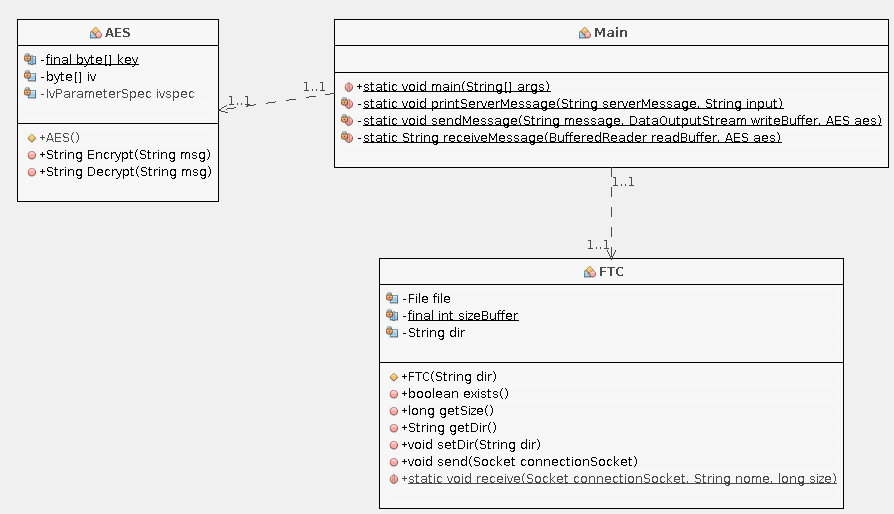 AES
-final byte[] key
-byte[] iv
-IvParameterSpec ivspec
+AES()
+String Encrypt(String msg)
+String Decrypt(String msg)
1..1
1..1
Main
+static void main(String[] args)
-static void printServerMessage(String serverMessage, String input)
-static void sendMessage(String message, DataOutputStream writeBuffer, AES aes)
-static String receiveMessage(BufferedReader readBuffer, AES aes)
1..1
1..1
FTC
-File file
-final int sizeBuffer
-String dir
+FTC(String dir)
+boolean exists()
+long getSize()
+String getDir()
+void setDir(String dir)
+void send(Socket connectionSocket)
+static void receive(Socket connectionSocket, String nome, long size)